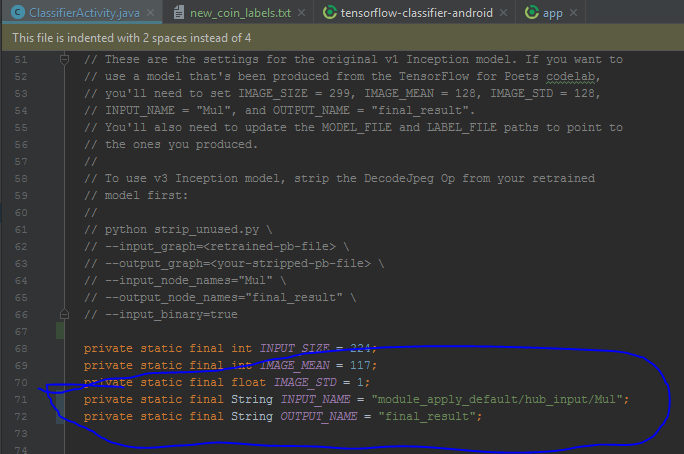 ClassifierActivity.java
new_coin_labels.txt
tensorflow-classifier-android
app
This file is indented with 2 spaces instead of 4
51 // These are the settings for the original v1 Inception model. If you want to
52 // use a model that's been produced from the TensorFlow for Poets codelab,
53 // you'll need to set IMAGE_SIZE = 299, IMAGE_MEAN = 128, IMAGE_STD = 128,
54 // INPUT_NAME = "Mul", and OUTPUT_NAME = "final_result".
55 // You'll also need to update the MODEL_FILE and LABEL_FILE paths to point to
56 // the ones you produced.
57 //
58 // To use v3 Inception model, strip the DecodeJpeg Op from your retrained
59 // model first:
60 //
61 // python strip_unused.py \
62 // --input_graph=<retrained-pb-file> \
63 // --output_graph=<your-stripped-pb-file> \
64 // --input_node_names="Mul" \
65 // --output_node_names="final_result" \
66 // --input_binary=true
67
68 private static final int INPUT_SIZE = 224;
69 private static final int IMAGE_MEAN = 117;
70 private static final float IMAGE_STD = 1;
71 private static final String INPUT_NAME = "module_apply_default/hub_input/Mul";
72 private static final String OUTPUT_NAME = "final_result";
73
74